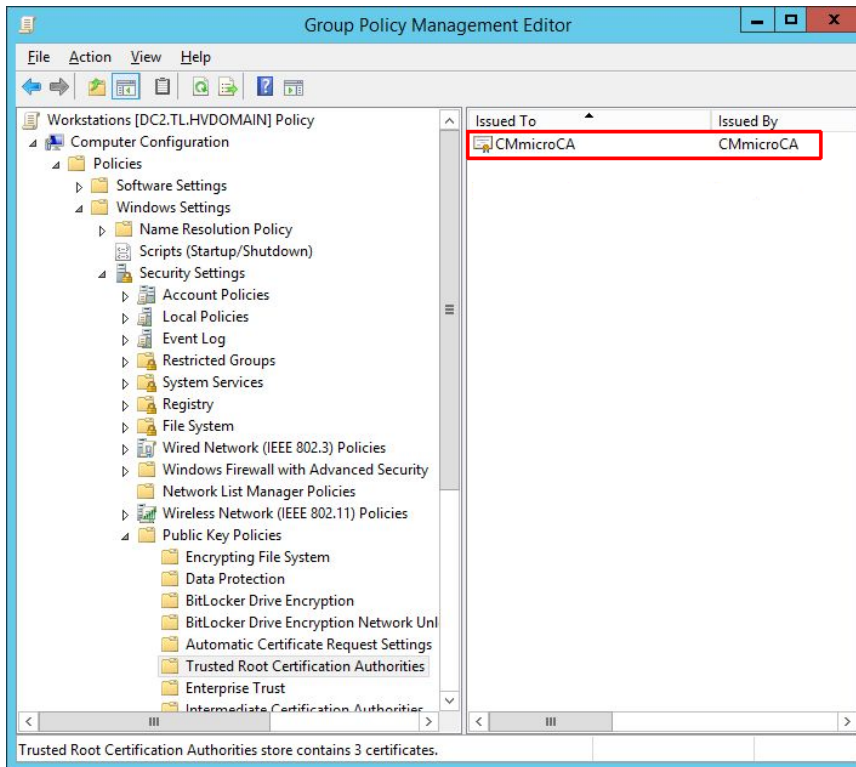 Group Policy Management Editor
File Action View Help
Workstations [DC2.TL.HVDOMAIN] Policy
Computer Configuration
Policies
Software Settings
Windows Settings
Name Resolution Policy
Scripts (Startup/Shutdown)
Security Settings
Account Policies
Local Policies
Event Log
Restricted Groups
System Services
Registry
File System
Wired Network (IEEE 802.3) Policies
Windows Firewall with Advanced Security
Network List Manager Policies
Wireless Network (IEEE 802.11) Policies
Public Key Policies
Encrypting File System
Data Protection
BitLocker Drive Encryption
BitLocker Drive Encryption Network Unl
Automatic Certificate Request Settings
Trusted Root Certification Authorities
Enterprise Trust
Intermediate Certification Authorities
Issued To Issued By
CMmicroCA CMmicroCA
Trusted Root Certification Authorities store contains 3 certificates.